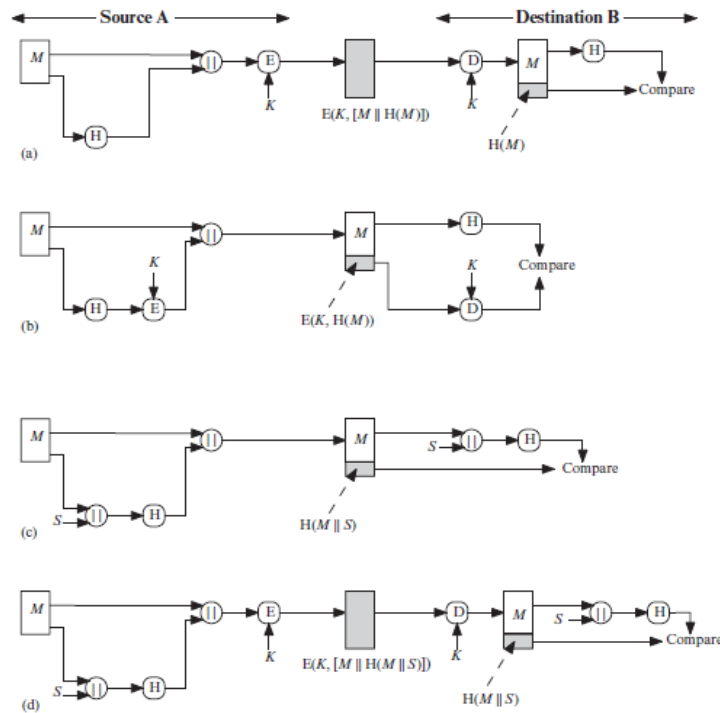 Source A Destination B
M || E D M H
H K E(K, [M || H(M)]) K Compare
(a) H(M)
M || M H
K K Compare
H E D
(b) E(K, H(M))
M || M S || H
Compare
S || H
(c) H(M || S)
M || E D M S || H
K E(K, [M || H(M || S)]) K Compare
S || H
(d) H(M || S)